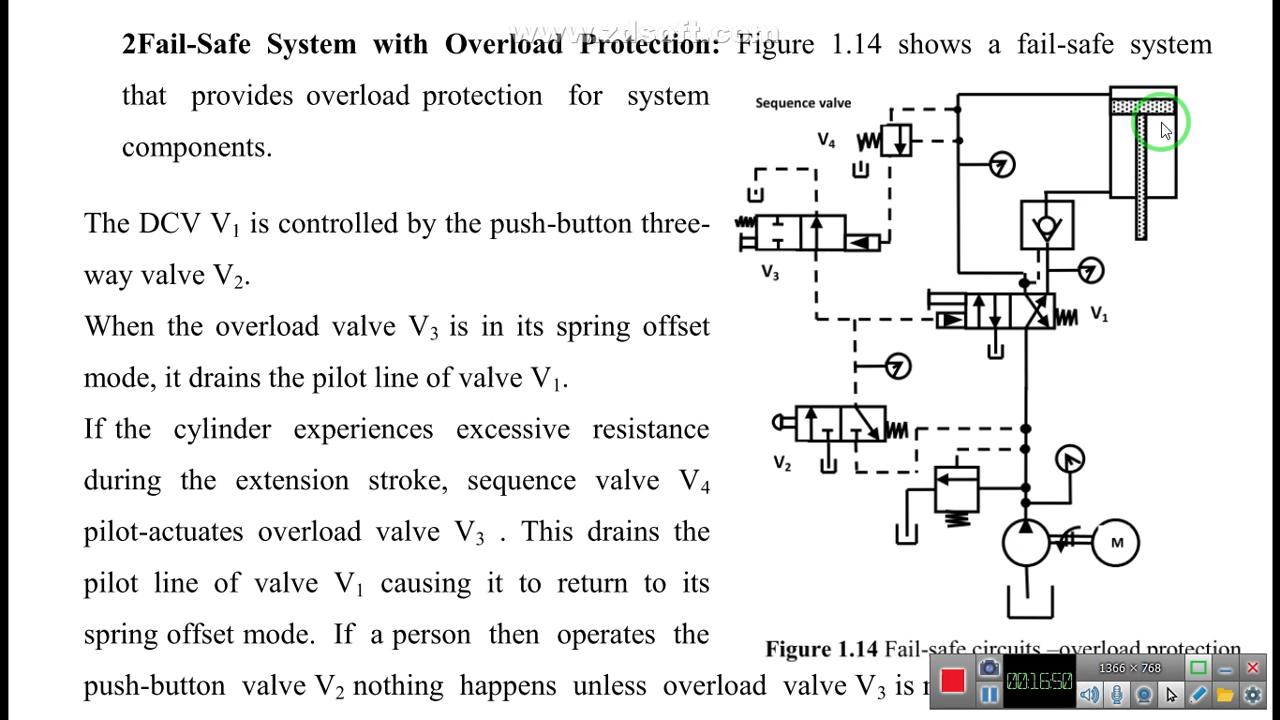 www.zdsoft.com
2Fail-Safe System with Overload Protection: Figure 1.14 shows a fail-safe system
that provides overload protection for system
components.
The DCV V1 is controlled by the push-button three-
way valve V2.
When the overload valve V3 is in its spring offset
mode, it drains the pilot line of valve V1.
If the cylinder experiences excessive resistance
during the extension stroke, sequence valve V4
pilot-actuates overload valve V3 . This drains the
pilot line of valve V1 causing it to return to its
spring offset mode. If a person then operates the
push-button valve V2 nothing happens unless overload valve V3 is
Sequence valve
V4
V3
V1
V2
M
Figure 1.14 Fail-safe circuits –overload protection
00:16:50
1366 × 768